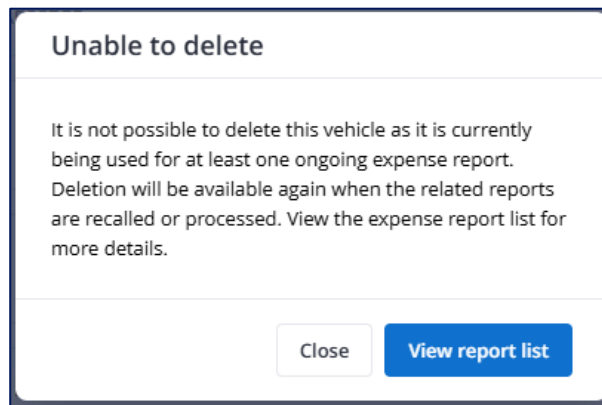 Unable to delete
It is not possible to delete this vehicle as it is currently
being used for at least one ongoing expense report.
Deletion will be available again when the related reports
are recalled or processed. View the expense report list for
more details.
Close
View report list